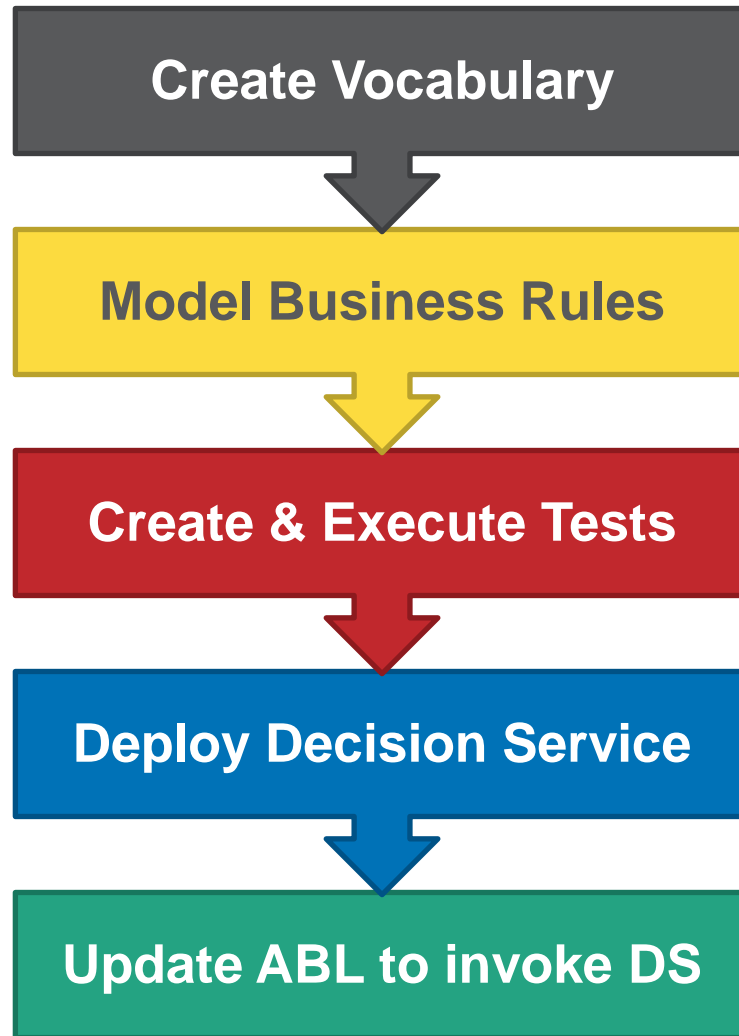 Create Vocabulary
Model Business Rules
Create & Execute Tests
Deploy Decision Service
Update ABL to invoke DS